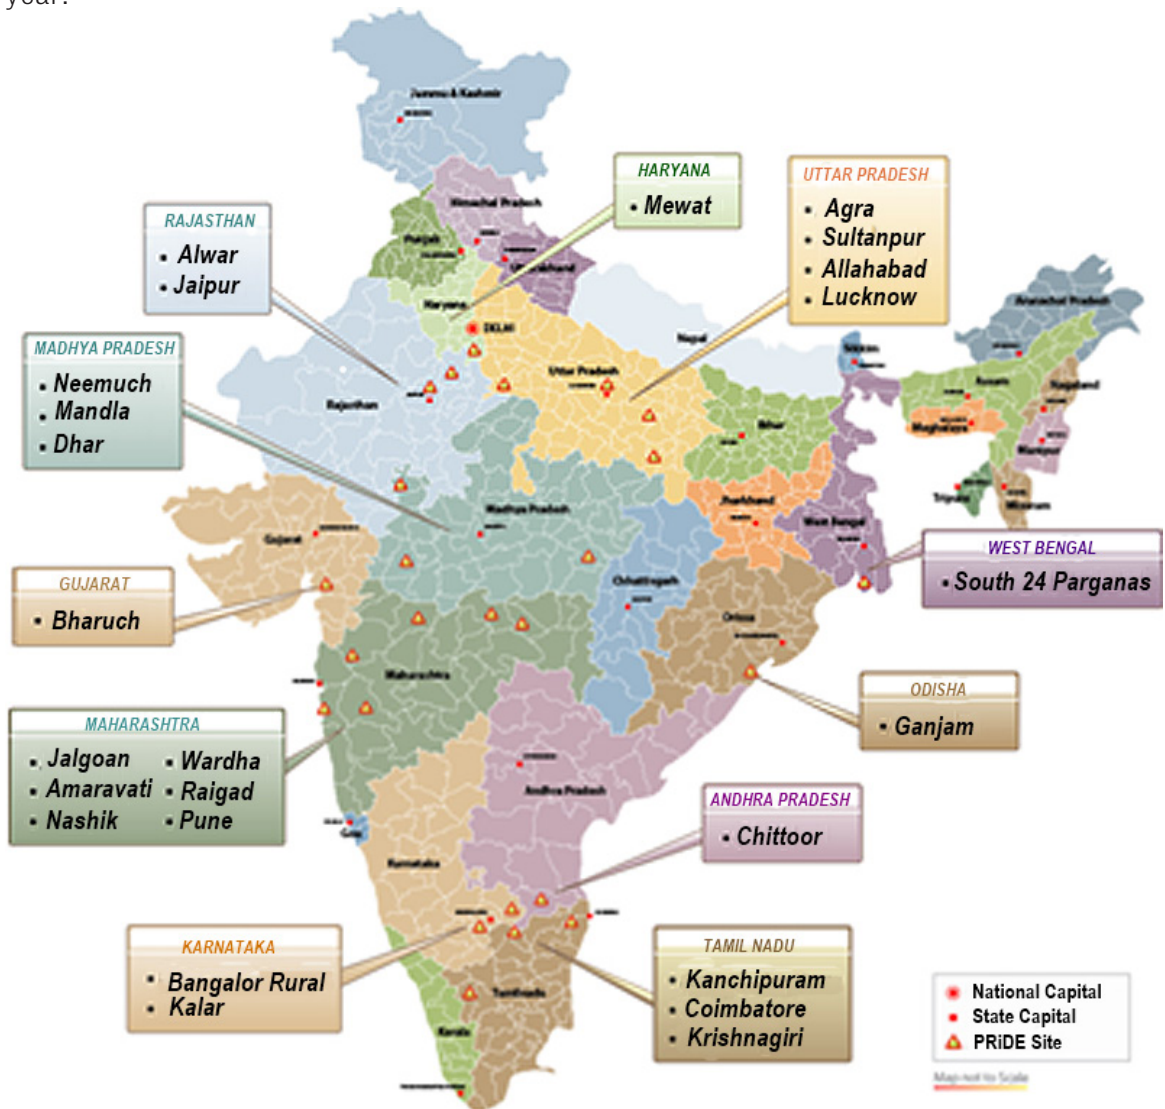 year.
Jummu & Kashmir
HARYANA
• Mewat
UTTAR PRADESH
• Agra
• Sultanpur
• Allahabad
• Lucknow
Himachal Pradesh
RAJASTHAN
• Alwar
• Jaipur
Punjab
Uttarakhand
Haryana
Arunachal Pradesh
DELHI
Nepal
MADHYA PRADESH
• Neemuch
• Mandla
• Dhar
Sikkim
Uttar Pradesh
Assam
Nagaland
Rajasthan
Bihar
Meghalaya
Manipur
Tripura
Mizoram
Madhya Pradesh
Jharkhand
West Bengal
Gujarat
WEST BENGAL
• South 24 Parganas
GUJARAT
• Bharuch
Chhattisgarh
Orissa
Maharashtra
ODISHA
• Ganjam
MAHARASHTRA
• Jalgoan • Wardha
• Amaravati • Raigad
• Nashik • Pune
Andhra Pradesh
ANDHRA PRADESH
• Chittoor
Goa
Karnataka
KARNATAKA
• Bangalor Rural
• Kalar
TAMIL NADU
• Kanchipuram
• Coimbatore
• Krishnagiri
Tamilnadu
Kerala
National Capital
State Capital
PRiDE Site
Map not to Scale